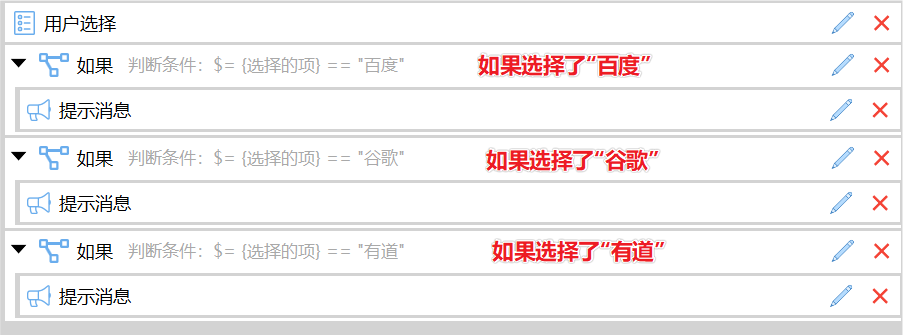 用户选择
如果 判断条件: $= {选择的项} == "百度" 如果选择了“百度”
提示消息
如果 判断条件: $= {选择的项} == "谷歌" 如果选择了“谷歌”
提示消息
如果 判断条件: $= {选择的项} == "有道" 如果选择了“有道”
提示消息